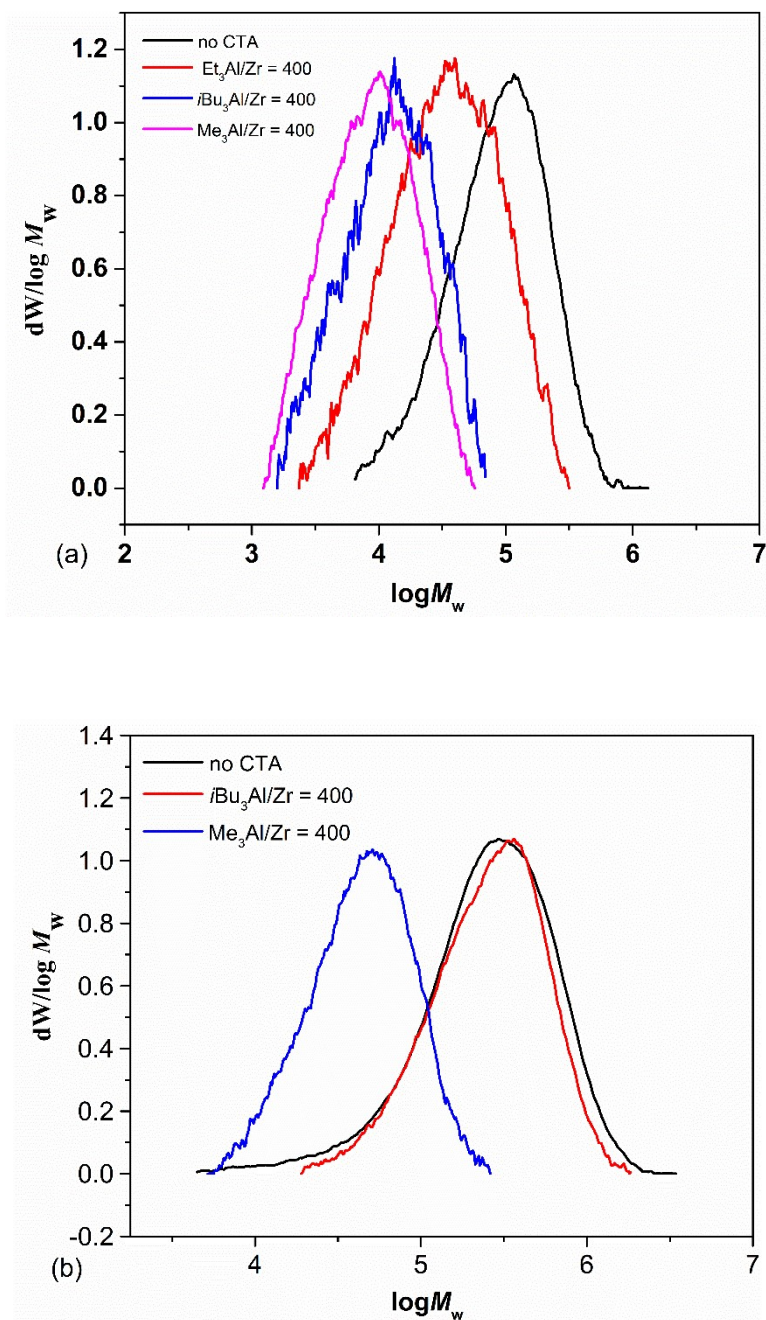 no CTA
Et₃Al/Zr = 400
iBu₃Al/Zr = 400
Me₃Al/Zr = 400
1.2
1.0
0.8
0.6
0.4
0.2
0.0
dW/log Mw
2 3 4 5 6 7
(a)
logMw
no CTA
iBu₃Al/Zr = 400
Me₃Al/Zr = 400
1.4
1.2
1.0
0.8
0.6
0.4
0.2
0.0
-0.2
dW/log Mw
4 5 6 7
(b)
logMw